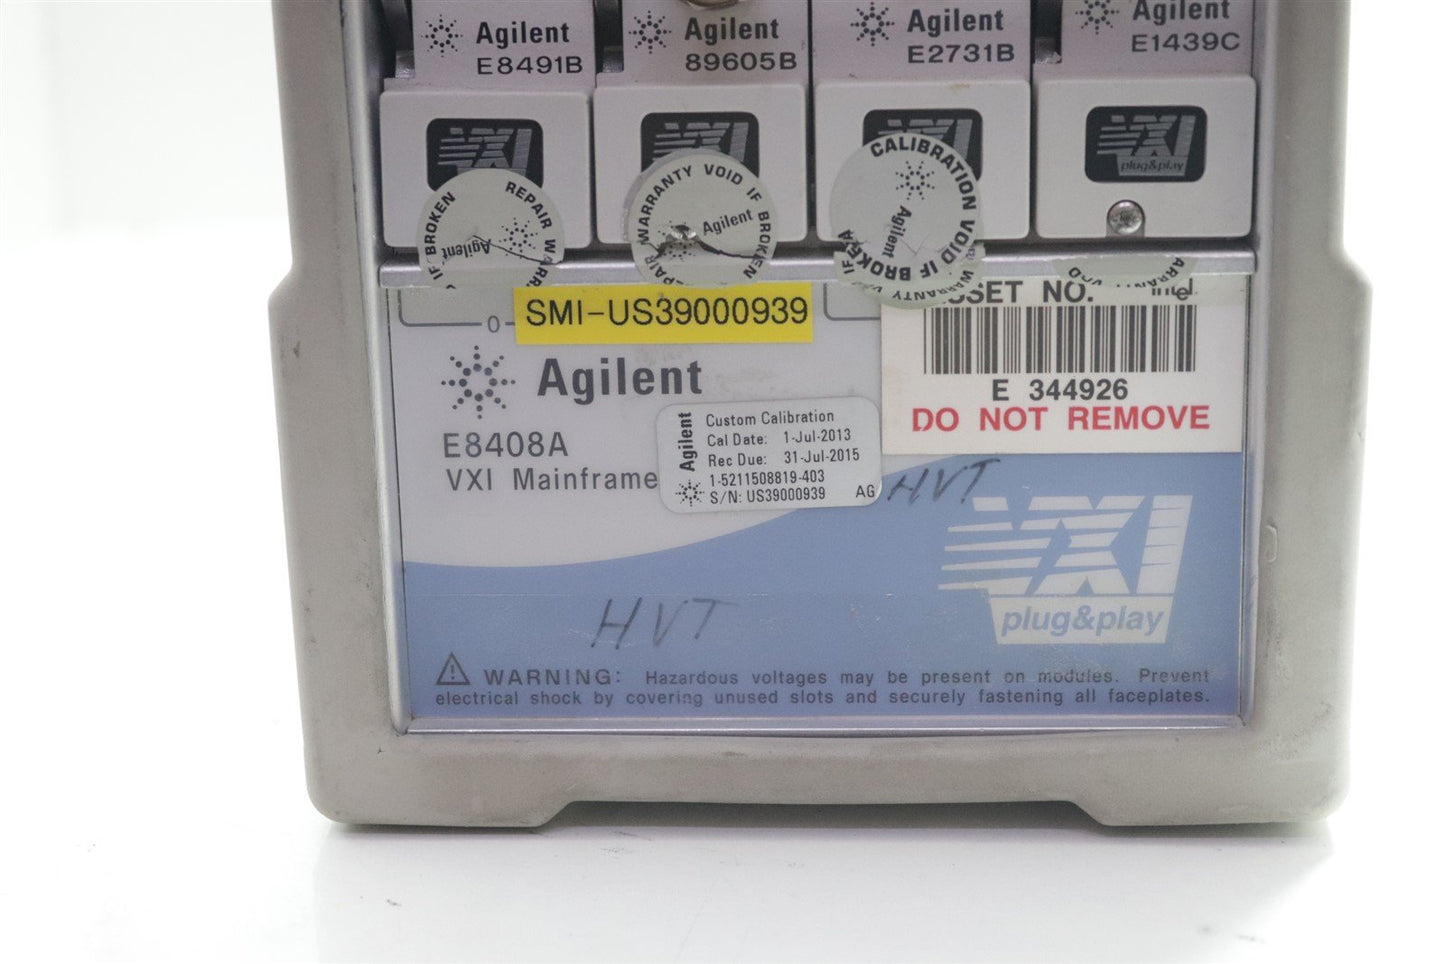 Agilent
E8491B
Agilent
89605B
Agilent
E2731B
Agilent
E1439C
VXI
VXI
VXI
VXI
plug&play
IF BROKEN REPAIR
Agilent
WARRANTY VOID IF BROKEN
Agilent
CALIBRATION VOID IF BROKEN
Agilent
0
SMI-US39000939
NO.
intel
E 344926
DO NOT REMOVE
Agilent
E8408A
VXI Mainframe
Agilent
Custom Calibration
Cal Date: 1-Jul-2013
Rec Due: 31-Jul-2015
1-5211508819-403
S/N: US39000939 AG
HVT
VXI
plug&play
HVT
WARNING: Hazardous voltages may be present on modules. Prevent
electrical shock by covering unused slots and securely fastening all faceplates.